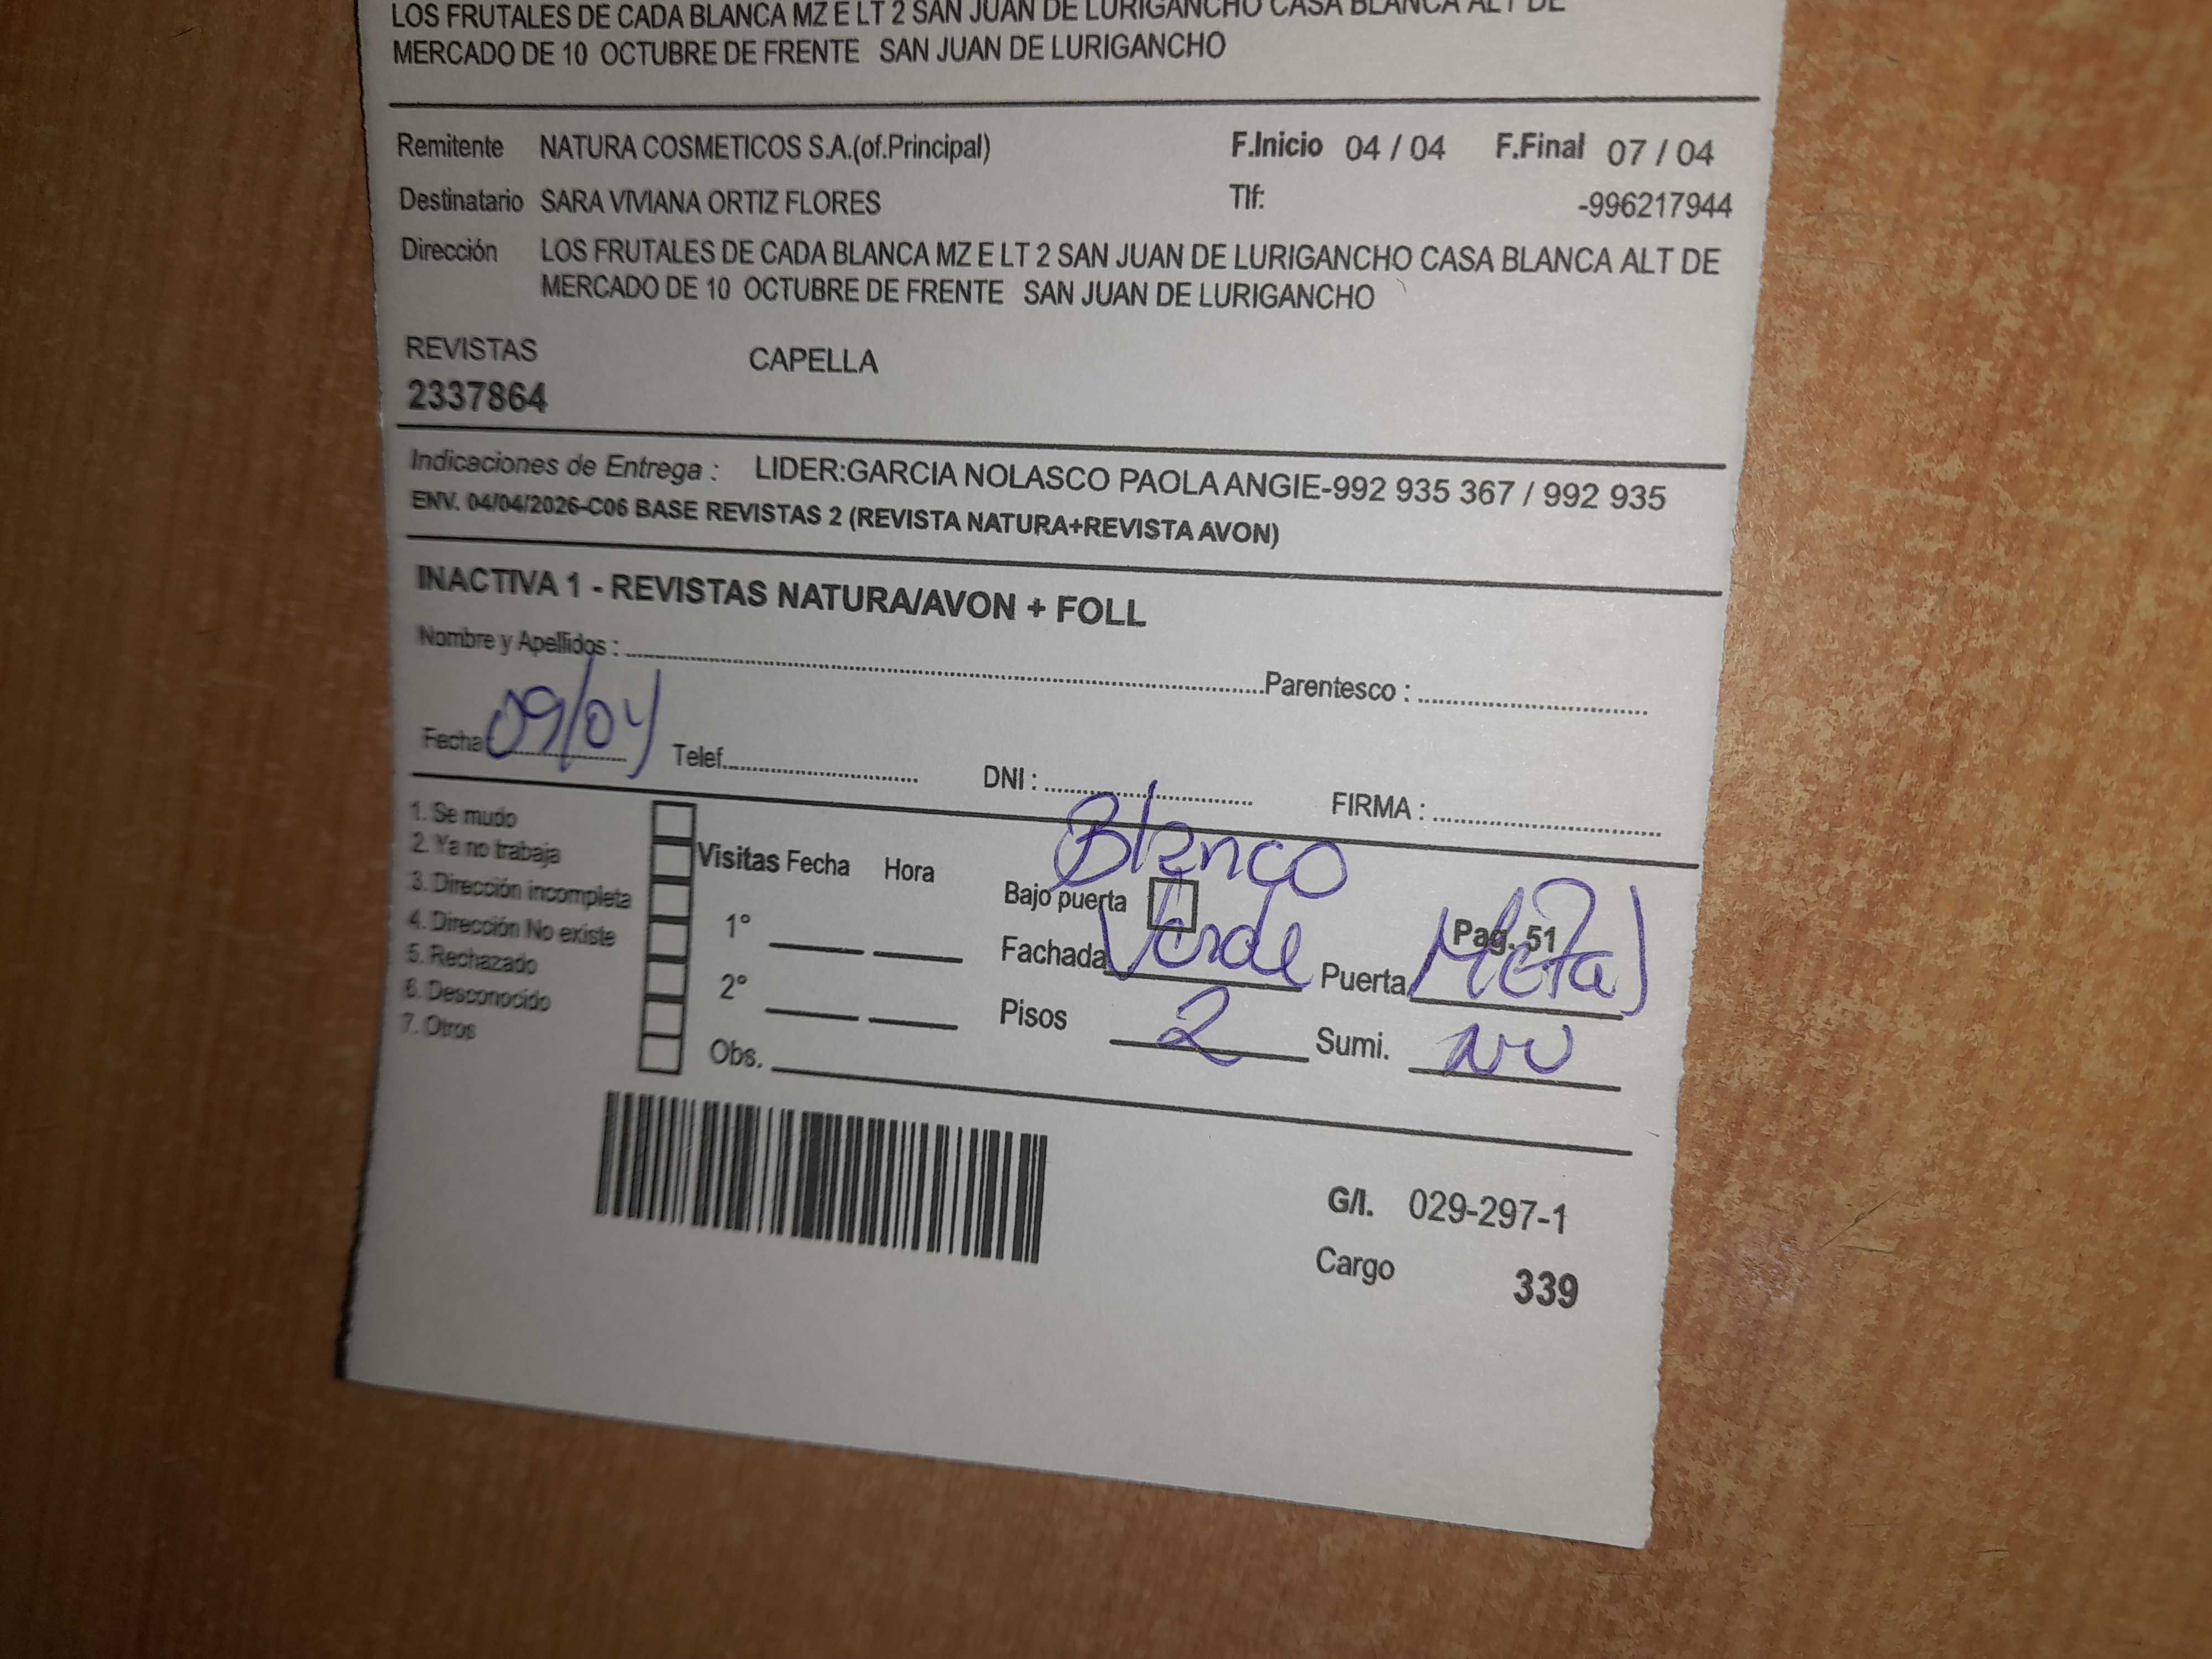 LOS FRUTALES DE CADA BLANCA MZ E LT 2 SAN JUAN DE LURIGANCHO CASA BLANCA ALT DE
MERCADO DE 10 OCTUBRE DE FRENTE SAN JUAN DE LURIGANCHO
Remitente NATURA COSMETICOS S.A.(of.Principal) F.Inicio 04 / 04 F.Final 07 / 04
Destinatario SARA VIVIANA ORTIZ FLORES Tlf: -996217944
Dirección LOS FRUTALES DE CADA BLANCA MZ E LT 2 SAN JUAN DE LURIGANCHO CASA BLANCA ALT DE
MERCADO DE 10 OCTUBRE DE FRENTE SAN JUAN DE LURIGANCHO
REVISTAS CAPELLA
2337864
Indicaciones de Entrega : LIDER:GARCIA NOLASCO PAOLA ANGIE-992 935 367 / 992 935
ENV. 04/04/2026-C06 BASE REVISTAS 2 (REVISTA NATURA+REVISTA AVON)
INACTIVA 1 - REVISTAS NATURA/AVON + FOLL
Nombre y Apellidos : Parentesco :
Fecha 09/04 Telef. DNI : FIRMA :
1. Se mudo
2. Ya no trabaja
3. Dirección incompleta
4. Dirección No existe
5. Rechazado
6. Desconocido
7. Otros
Visitas Fecha Hora
1°
2°
Obs.
Blanco
Bajo puerta Pag. 51
Fachada Verde Puerta Metal
Pisos 2 Sumi.
G/I. 029-297-1
Cargo 339